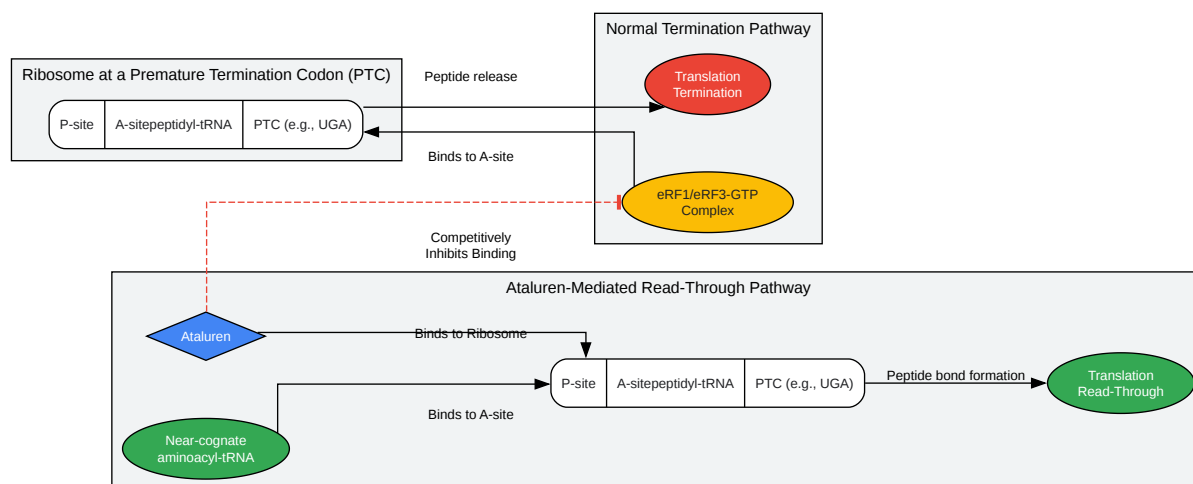 Normal Termination Pathway
Ribosome at a Premature Termination Codon (PTC)
Peptide release
Translation
Termination
P-site
A-sitepeptidyl-tRNA
PTC (e.g., UGA)
Binds to A-site
eRF1/eRF3-GTP
Complex
Competitively
Inhibits Binding
Ataluren-Mediated Read-Through Pathway
Ataluren
Binds to Ribosome
P-site
A-sitepeptidyl-tRNA
PTC (e.g., UGA)
Peptide bond formation
Translation
Read-Through
Binds to A-site
Near-cognate
aminoacyl-tRNA